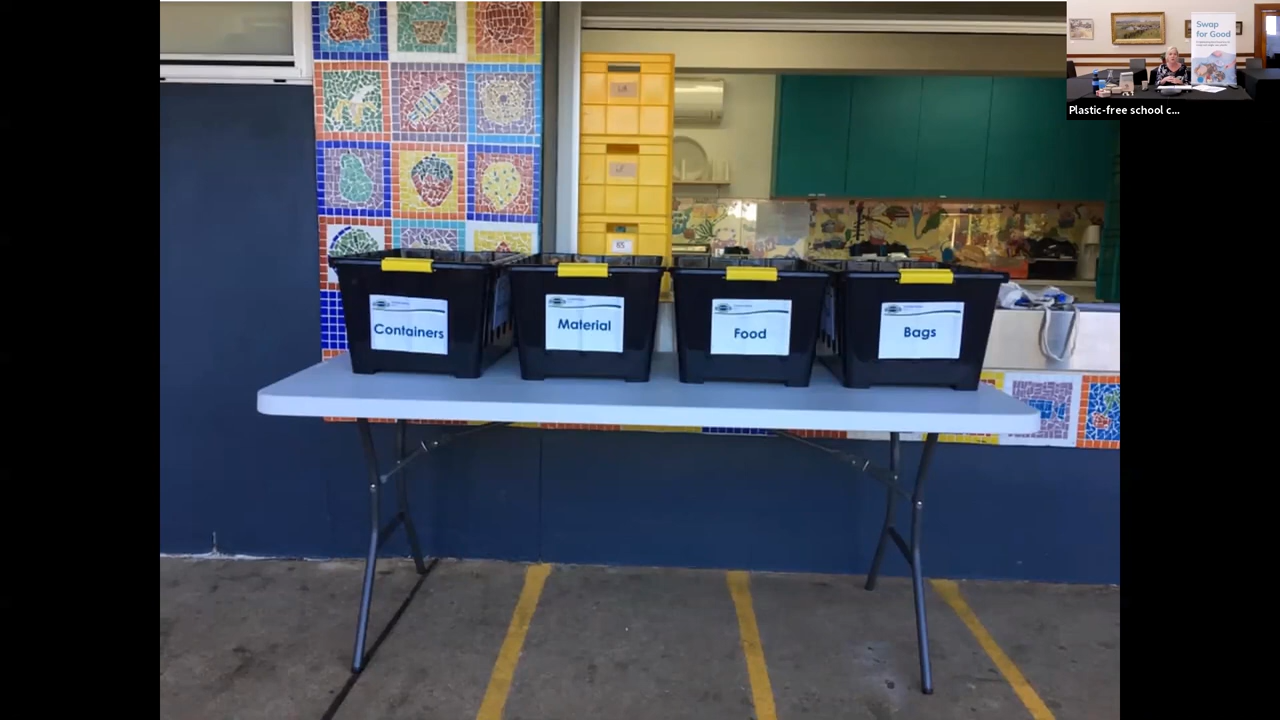 Swap
for Good
Plastic-free school c...
Containers
Material
Food
Bags